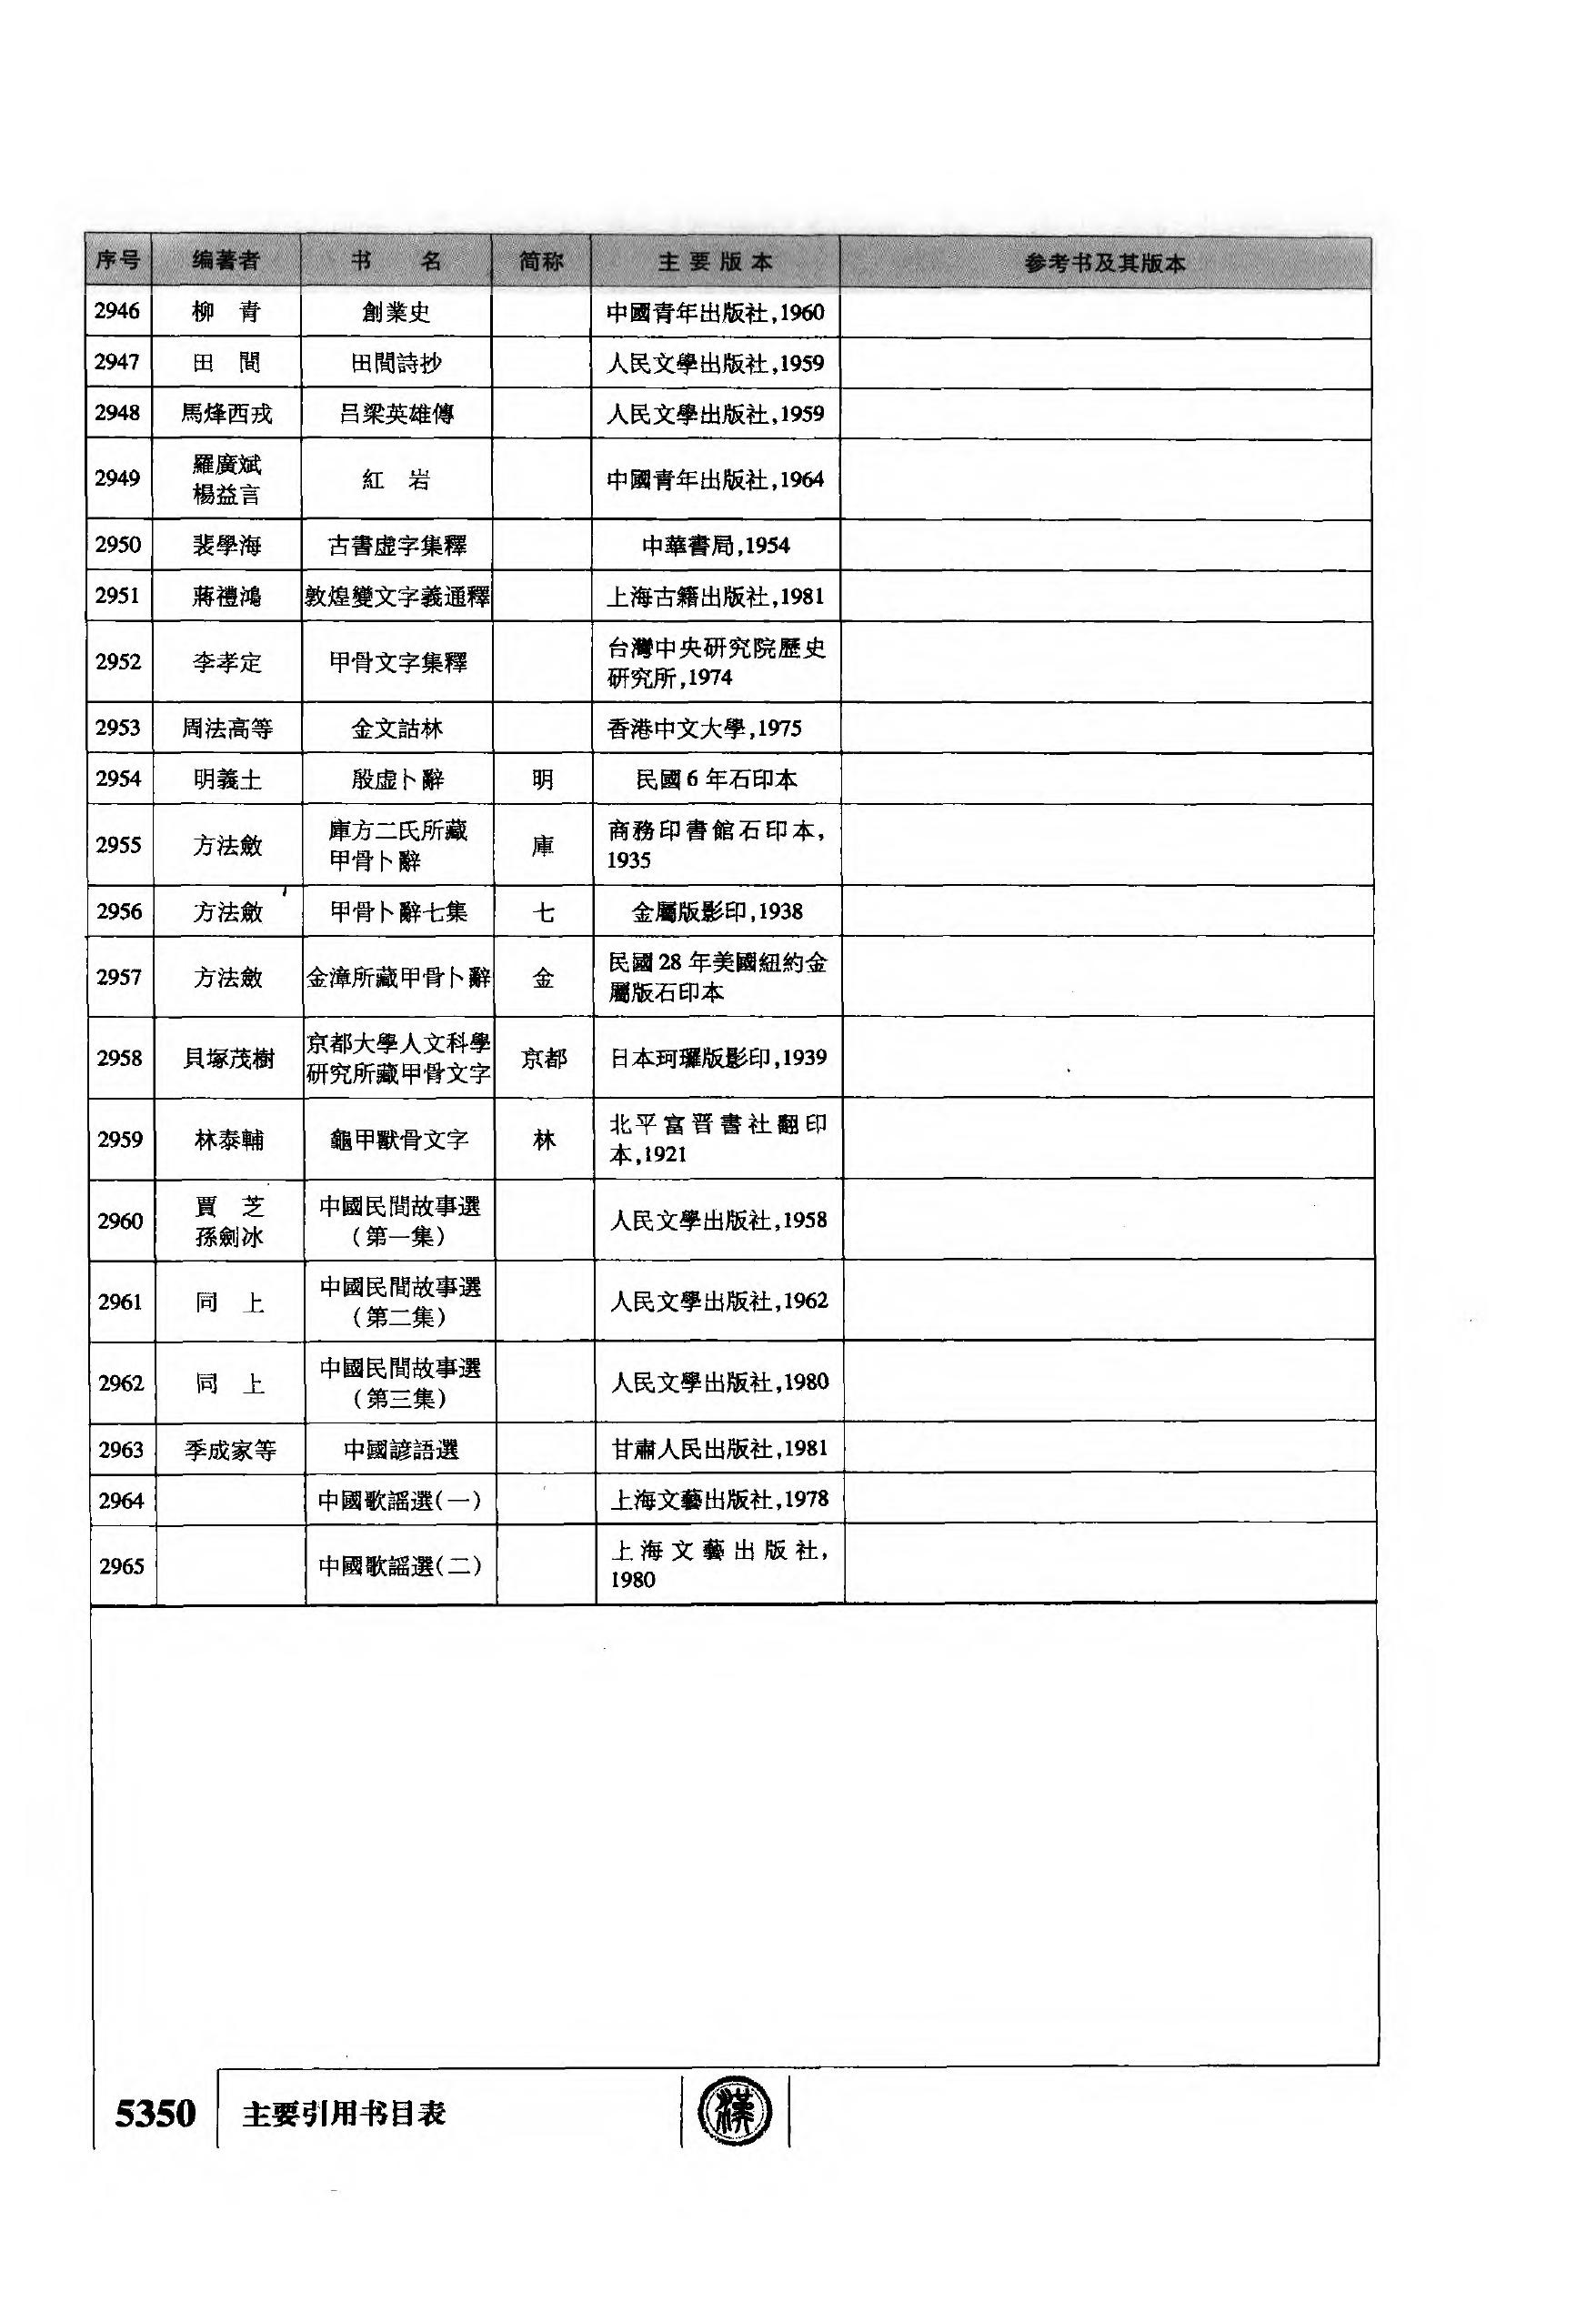 序号 编著者 书 名 简称 主要版本 参考书及其版本
2946 柳 青 創業史 中國青年出版社,1960
2947 田 間 田間詩抄 人民文學出版社,1959
2948 馬烽西戎 吕梁英雄傳 人民文學出版社,1959
羅廣斌
2949 紅 岩 中國青年出版社,1964
楊益言
2950 裴學海 古書虚字集釋 中華書局,1954
2951 蔣禮鴻 敦煌變文字義通釋 上海古籍出版社,1981
台灣中央研究院歷史
2952 李孝定 甲骨文字集釋
研究所,1974
2953 周法高等 金文詁林 香港中文大學,1975
2954 明義士 殷虚卜辭 明 民國6年石印本
庫方二氏所藏 商務印書館石印本,
2955 方法斂 庫
甲骨卜辭 1935
2956 方法斂 甲骨卜辭七集 七 金屬版影印,1938
民國28年美國紐約金
2957 方法斂 金漳所藏甲骨卜辭 金
屬版石印本
京都大學人文科學
2958 貝塚茂樹 京都 日本珂瓓版影印,1939
研究所藏甲骨文字
北平富晋書社翻印
2959 林泰輔 龜甲獸骨文字 林
本,1921
賈 芝 中國民間故事選
2960 人民文學出版社,1958
孫劍冰 (第一集)
中國民間故事選
2961 同 上 人民文學出版社,1962
(第二集)
中國民間故事選
2962 同 上 人民文學出版社,1980
(第三集)
2963 季成家等 中國諺語選 甘肅人民出版社,1981
2964 中國歌謡選(一) 上海文藝出版社,1978
上海文藝出版社,
2965 中國歌謡選(二)
1980
5350 主要引用书目表 漢